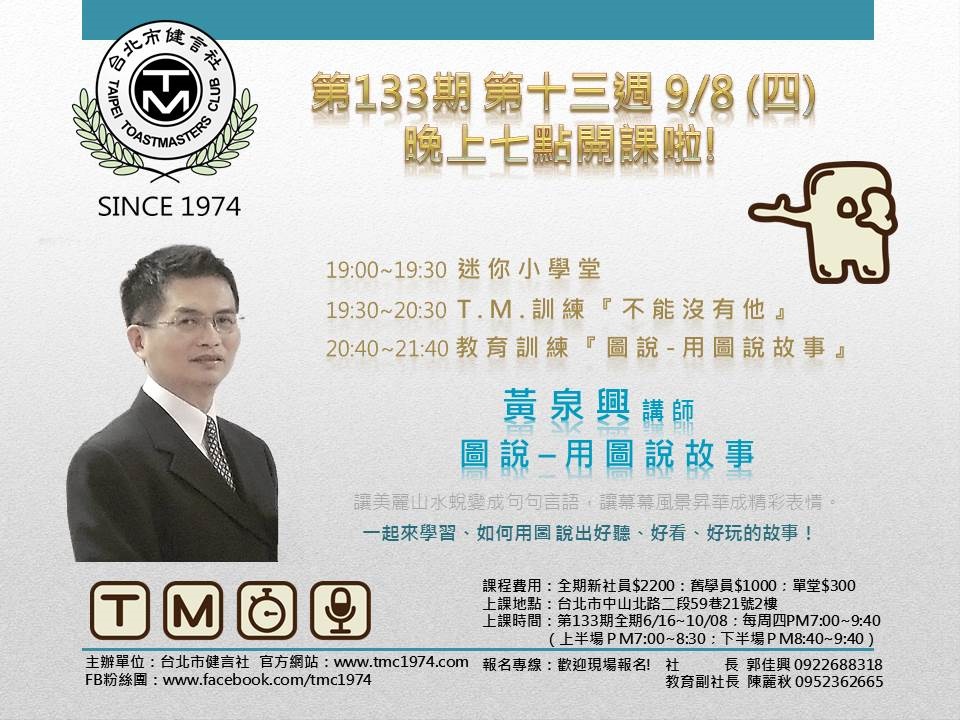 台北市健言社
TM
TAIPEI TOASTMASTERS CLUB
SINCE 1974
第133期 第十三週 9/8 (四)
晚上七點開課啦!
19:00~19:30 迷你小學堂
19:30~20:30 T.M.訓練『不能沒有他』
20:40~21:40 教育訓練『圖說-用圖說故事』
黃泉興 講師
圖說–用圖說故事
讓美麗山水蛻變成句句言語，讓幕幕風景昇華成精彩表情。
一起來學習、如何用圖 說出好聽、好看、好玩的故事！
T M
課程費用：全期新社員$2200：舊學員$1000：單堂$300
上課地點：台北市中山北路二段59巷21號2樓
上課時間：第133期全期6/16~10/08：每周四PM7:00~9:40
（上半場ＰM7:00~8:30：下半場ＰM8:40~9:40）
主辦單位：台北市健言社 官方網站：www.tmc1974.com
FB粉絲團：www.facebook.com/tmc1974
報名專線：歡迎現場報名! 社 長 郭佳興 0922688318
教育副社長 陳麗秋 0952362665